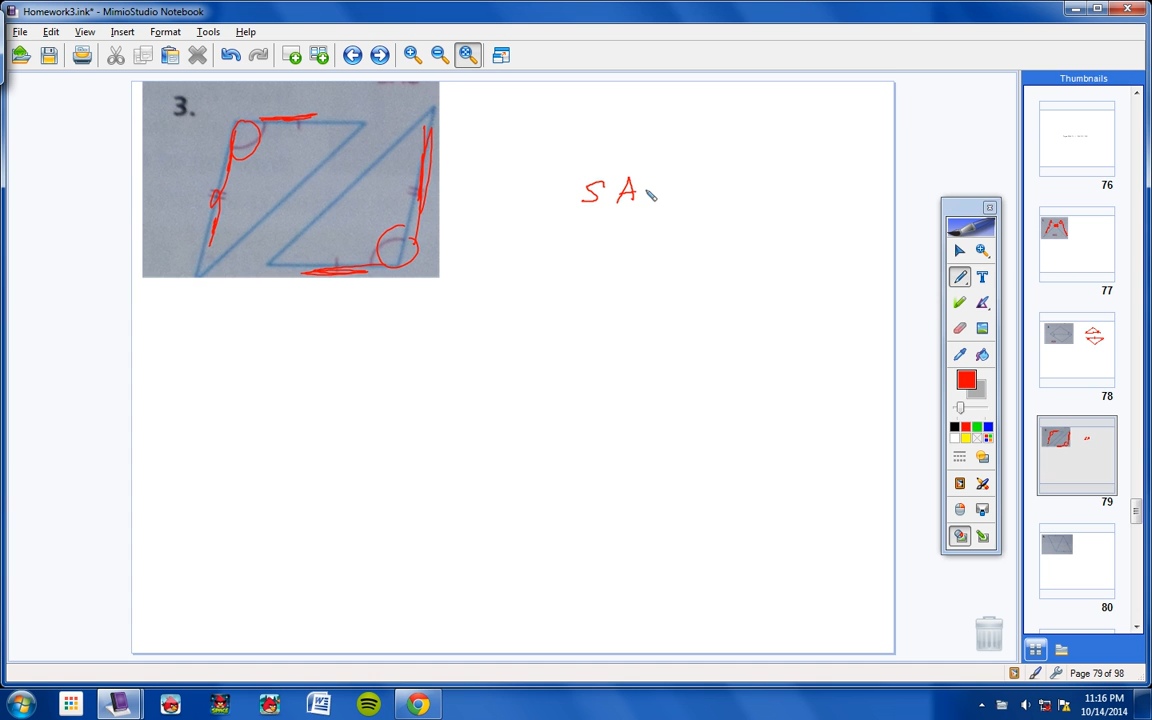 Homework3.ink* - MimioStudio Notebook
File Edit View Insert Format Tools Help
Thumbnails
3.
S A
76
77
78
79
80
Page 79 of 98
11:16 PM
10/14/2014